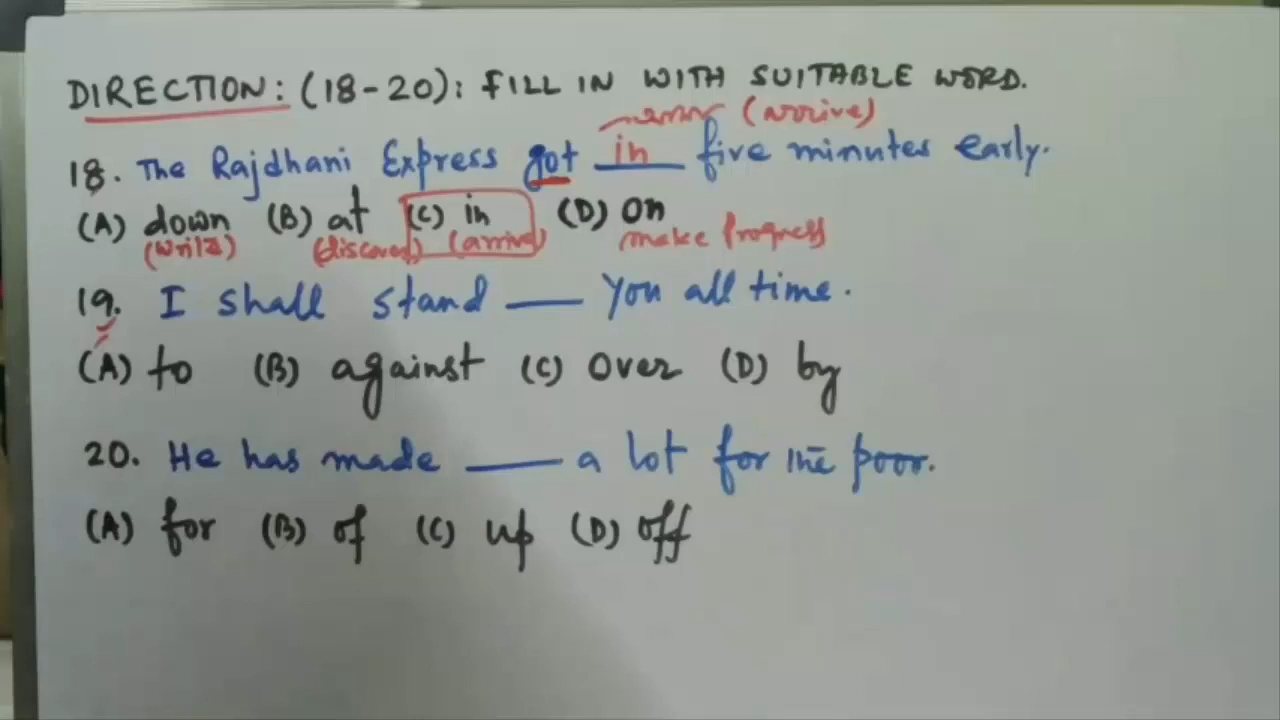 DIRECTION: (18-20): FILL IN WITH SUITABLE WORD.
(arrive)
18. The Rajdhani Express got in five minutes early.
(A) down (B) at (C) in (D) on
(write) (discover) (arrive) make Progress
19. I shall stand ___ You all time.
(A) to (B) against (C) over (D) by
20. He has made ___ a lot for the poor.
(A) for (B) of (C) up (D) off